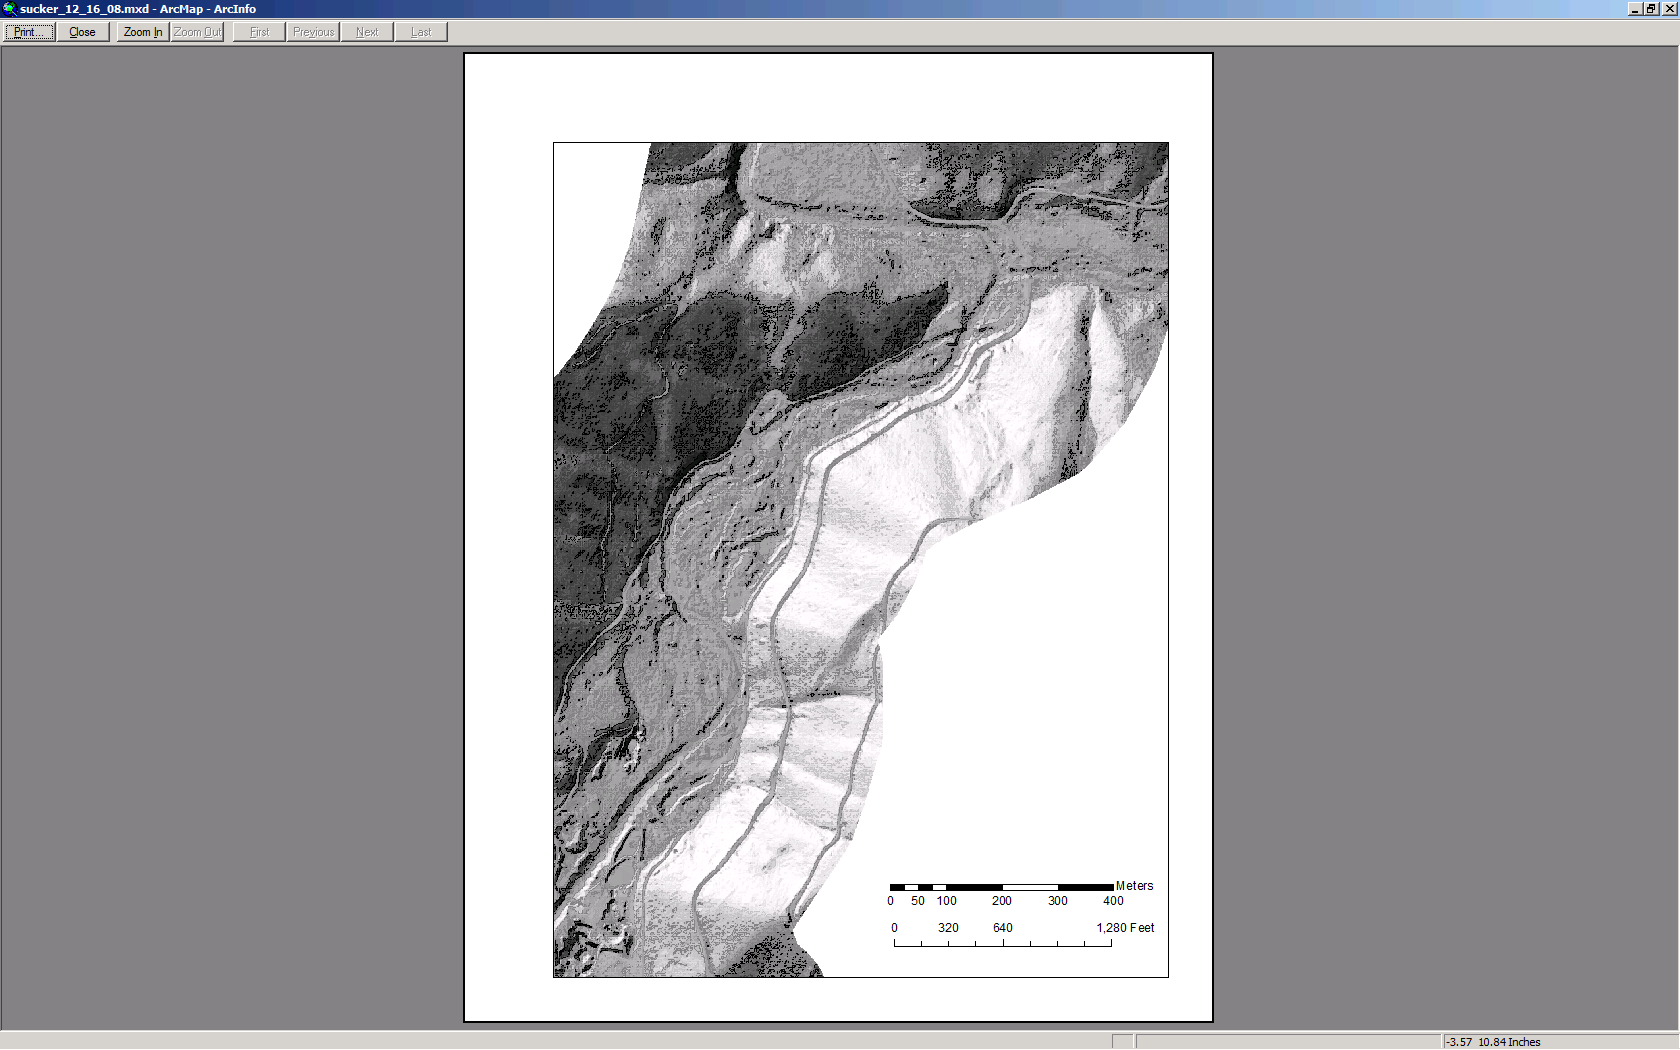 sucker_12_16_08.mxd - ArcMap - ArcInfo
Print... Close Zoom In Zoom Out First Previous Next Last
Meters
0 50 100 200 300 400
0 320 640 1,280 Feet
-3.57 10.84 Inches